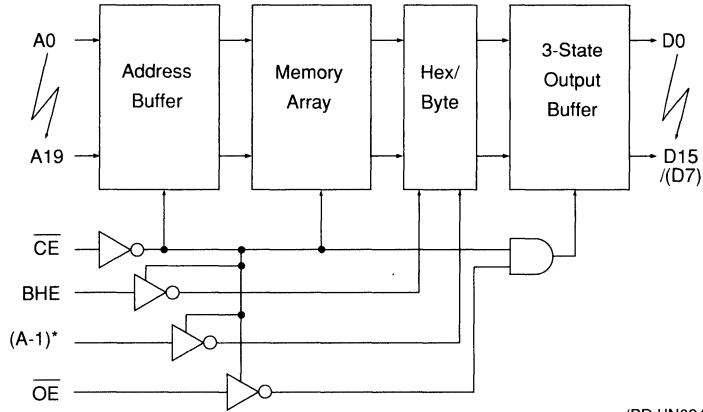 A0
Address
Buffer
Memory
Array
Hex/
Byte
3-State
Output
Buffer
D0
A19
D15
/(D7)
CE
BHE
(A-1)*
OE